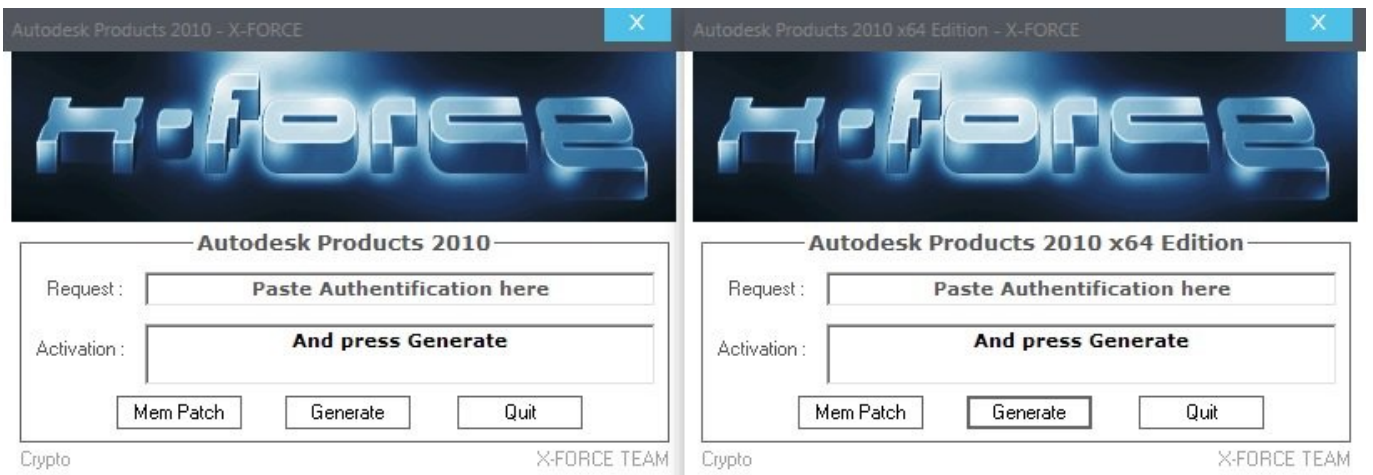 Autodesk Products 2010 - X-FORCE
X
x-force
Autodesk Products 2010
Request :
Paste Authentification here
Activation :
And press Generate
Mem Patch
Generate
Quit
Crypto
X-FORCE TEAM
Autodesk Products 2010 x64 Edition - X-FORCE
X
x-force
Autodesk Products 2010 x64 Edition
Request :
Paste Authentification here
Activation :
And press Generate
Mem Patch
Generate
Quit
Crypto
X-FORCE TEAM